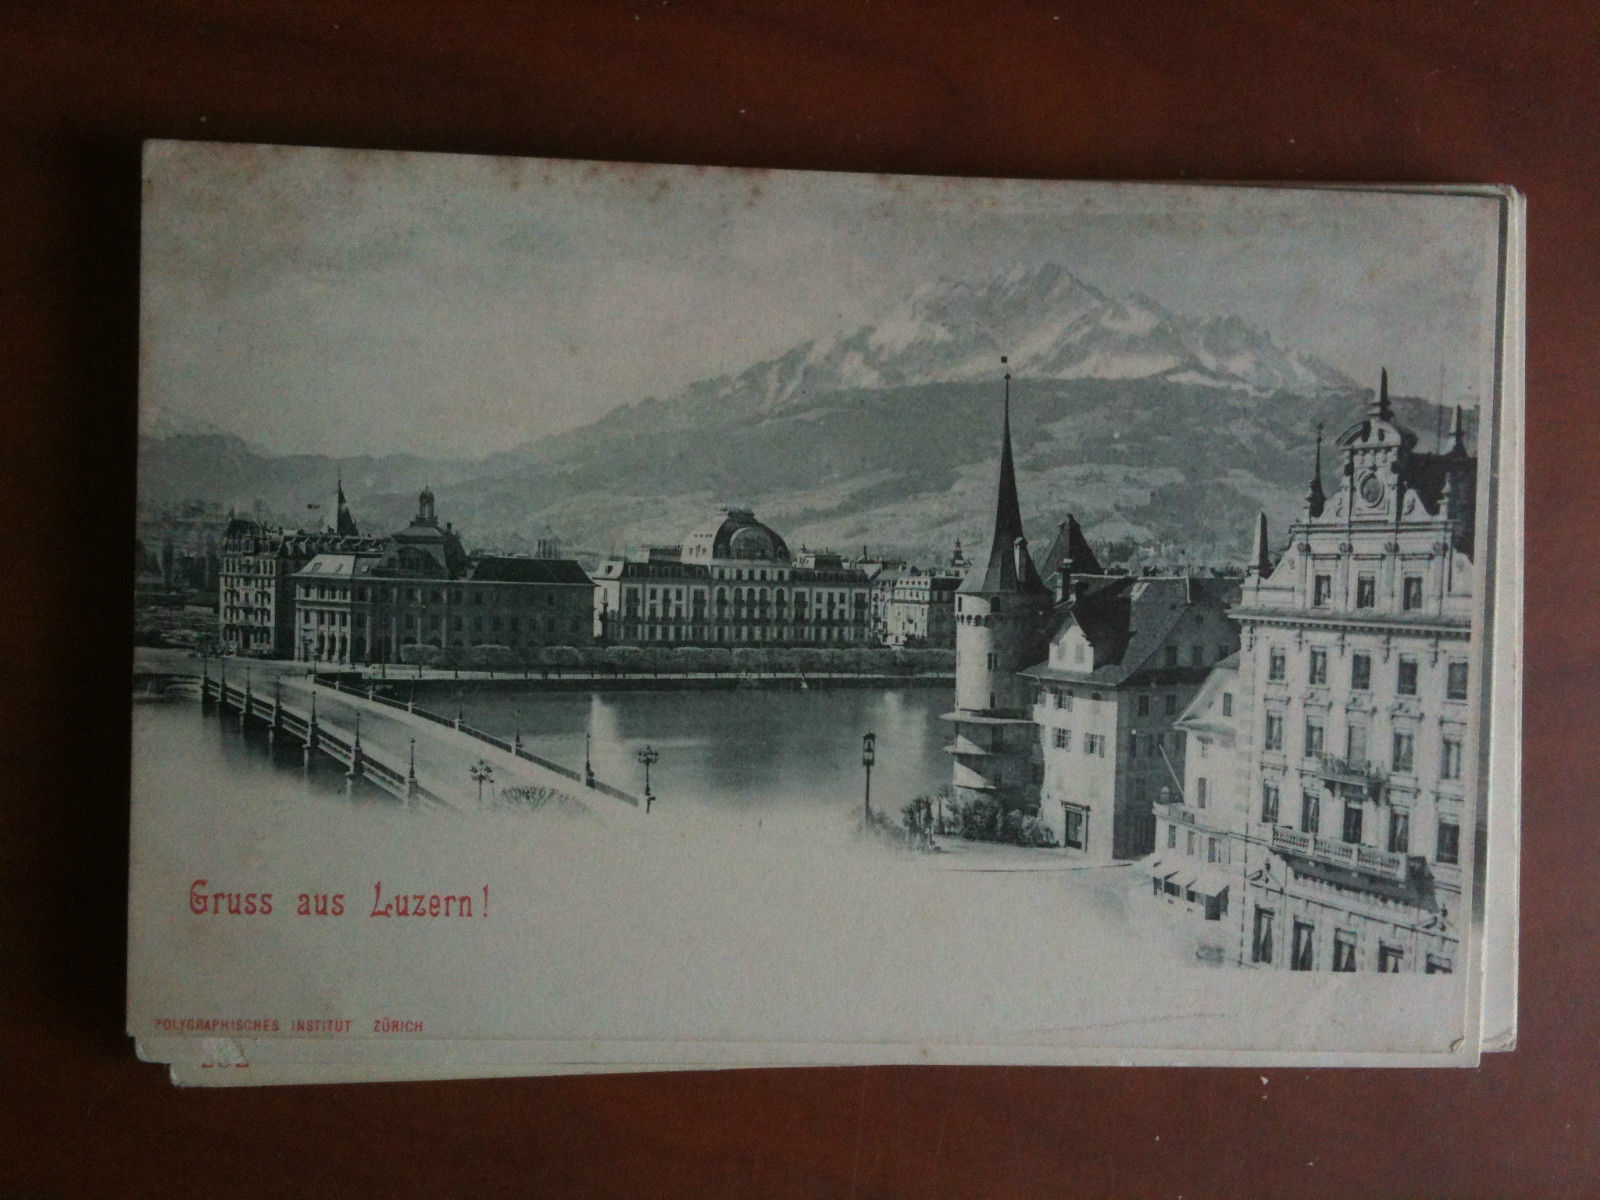 Gruss aus Luzern!
POLYGRAPHISCHES INSTITUT ZÜRICH